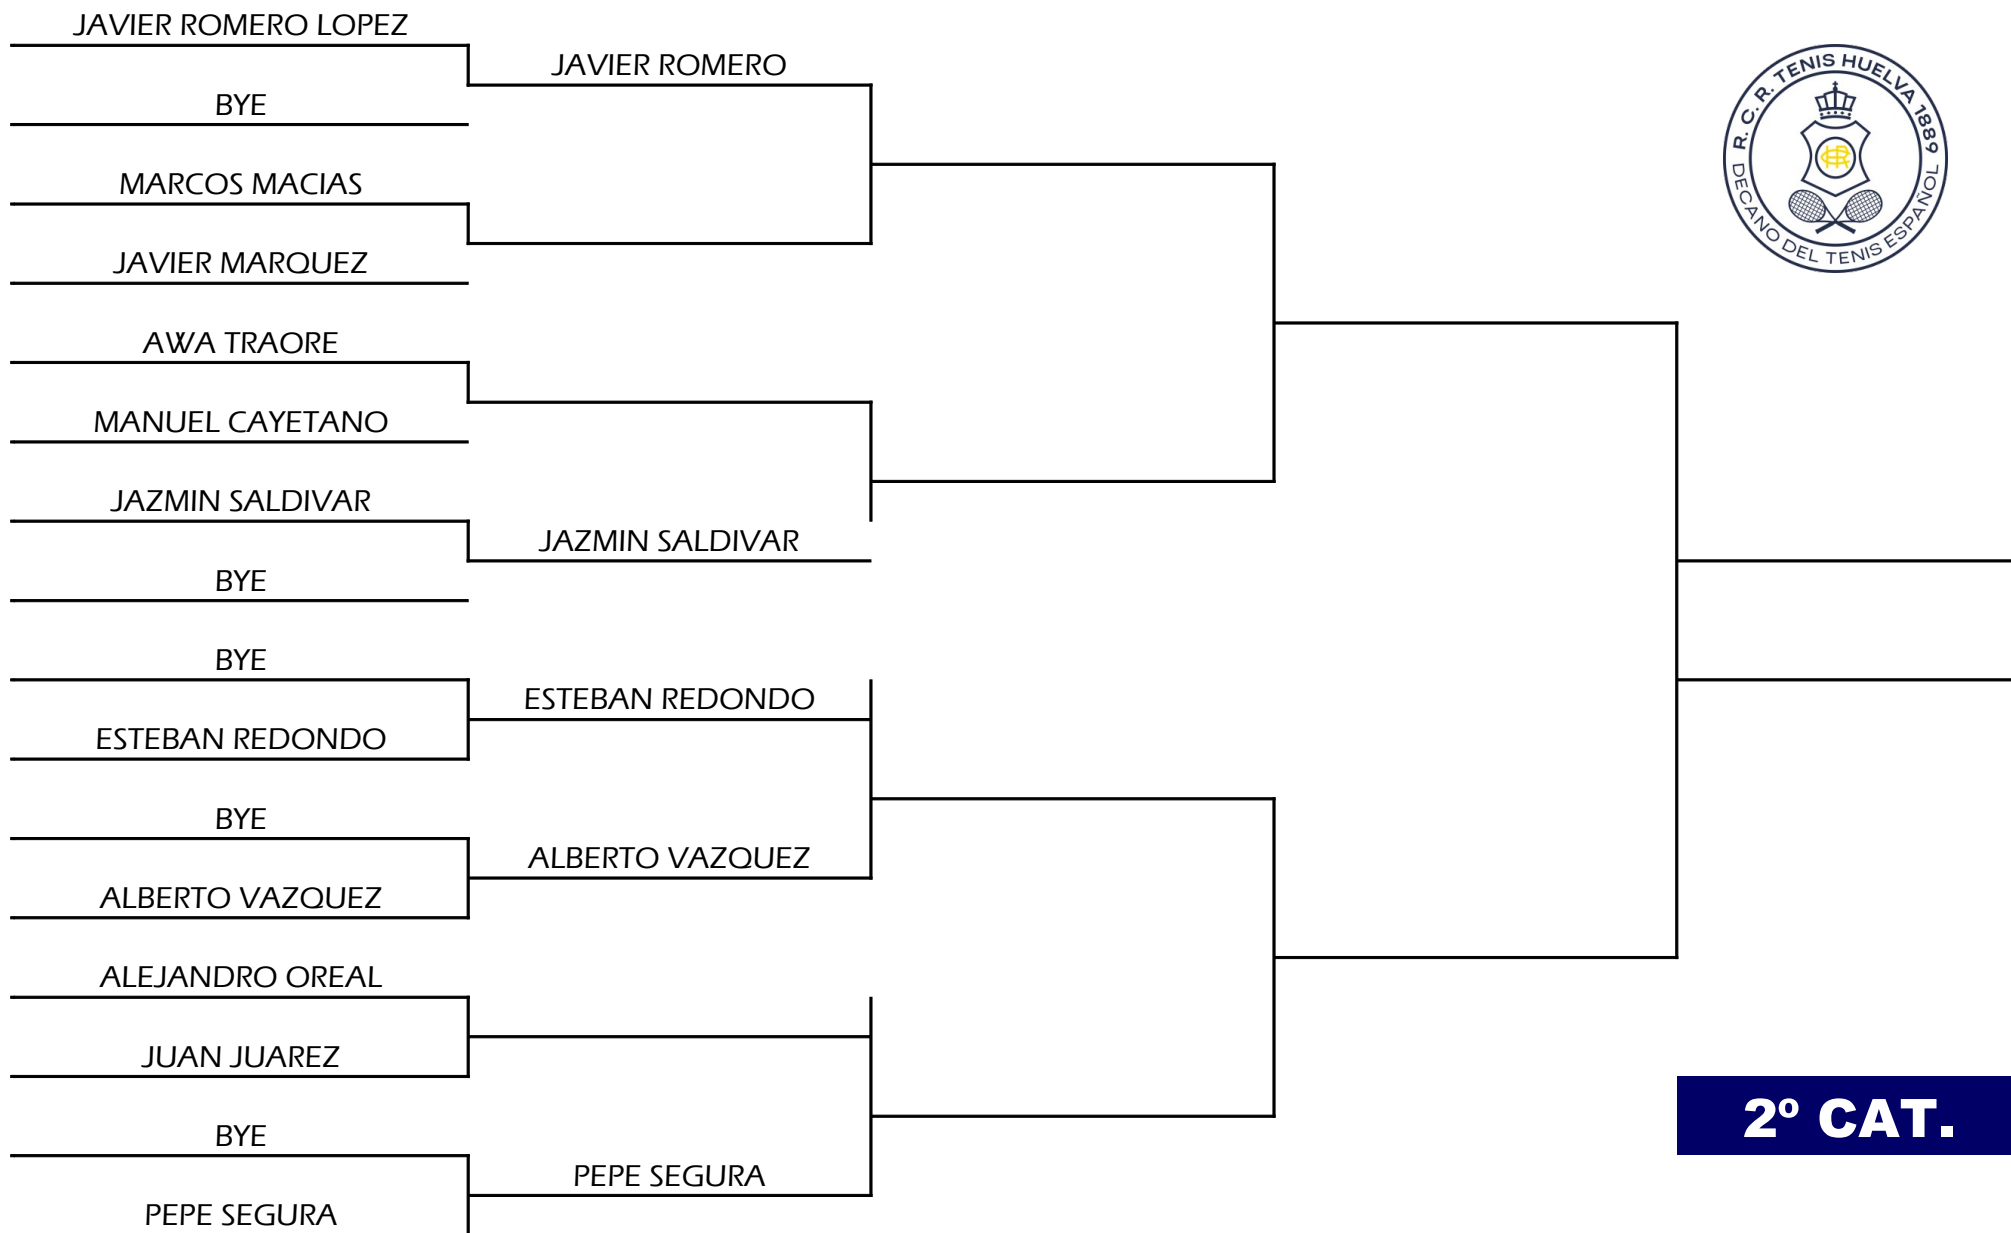 JAVIER ROMERO LOPEZ
JAVIER ROMERO
BYE
MARCOS MACIAS
JAVIER MARQUEZ
AWA TRAORE
MANUEL CAYETANO
JAZMIN SALDIVAR
JAZMIN SALDIVAR
BYE
BYE
ESTEBAN REDONDO
ESTEBAN REDONDO
BYE
ALBERTO VAZQUEZ
ALBERTO VAZQUEZ
ALEJANDRO OREAL
JUAN JUAREZ
BYE
PEPE SEGURA
PEPE SEGURA
R. C. R. TENIS HUELVA 1889
DECANO DEL TENIS ESPAÑOL
2º CAT.